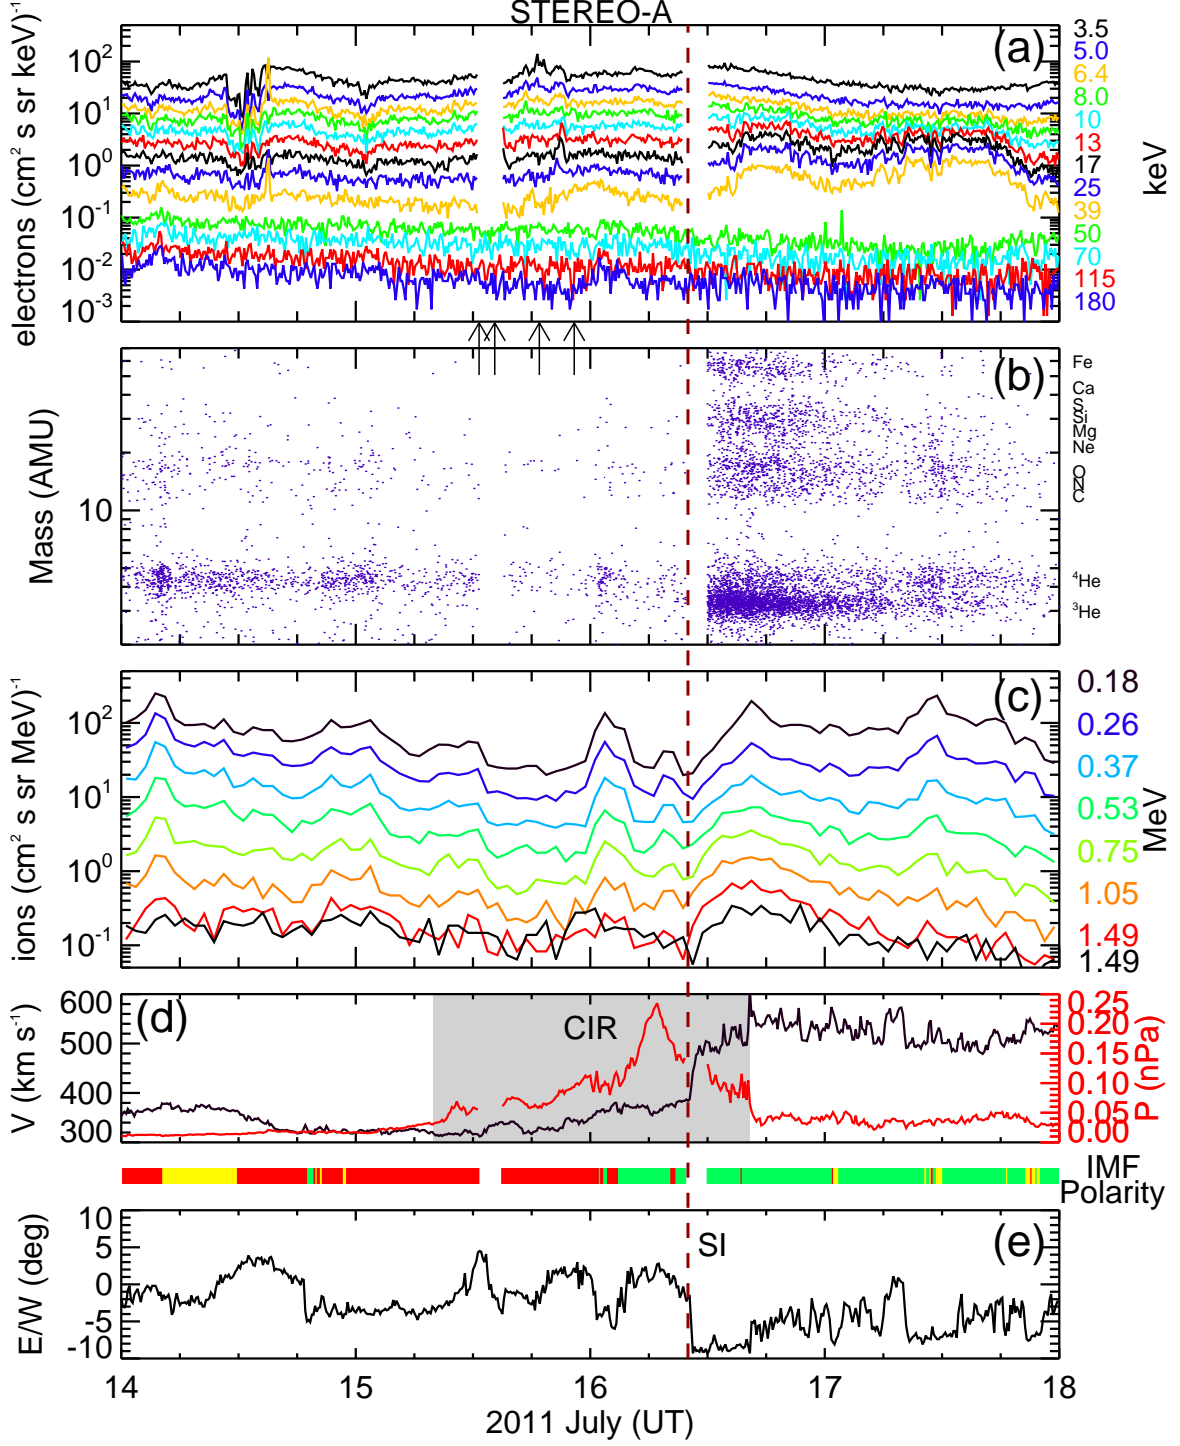 STEREO-A
electrons (cm² s sr keV)⁻¹
10²
10¹
10⁰
10⁻¹
10⁻²
10⁻³
(a)
3.5
5.0
6.4
8.0
10
13
17
25
39
50
70
115
180
keV
Mass (AMU)
10
(b)
Fe
Ca
S
Si
Mg
Ne
O
N
C
⁴He
³He
ions (cm² s sr MeV)⁻¹
10²
10¹
10⁰
10⁻¹
(c)
0.18
0.26
0.37
0.53
0.75
1.05
1.49
1.49
MeV
V (km s⁻¹)
600
500
400
300
(d)
CIR
0.25
0.20
0.15
0.10
0.05
0.00
P (nPa)
IMF
Polarity
E/W (deg)
10
5
0
-5
-10
SI
(e)
14 15 16 17 18
2011 July (UT)